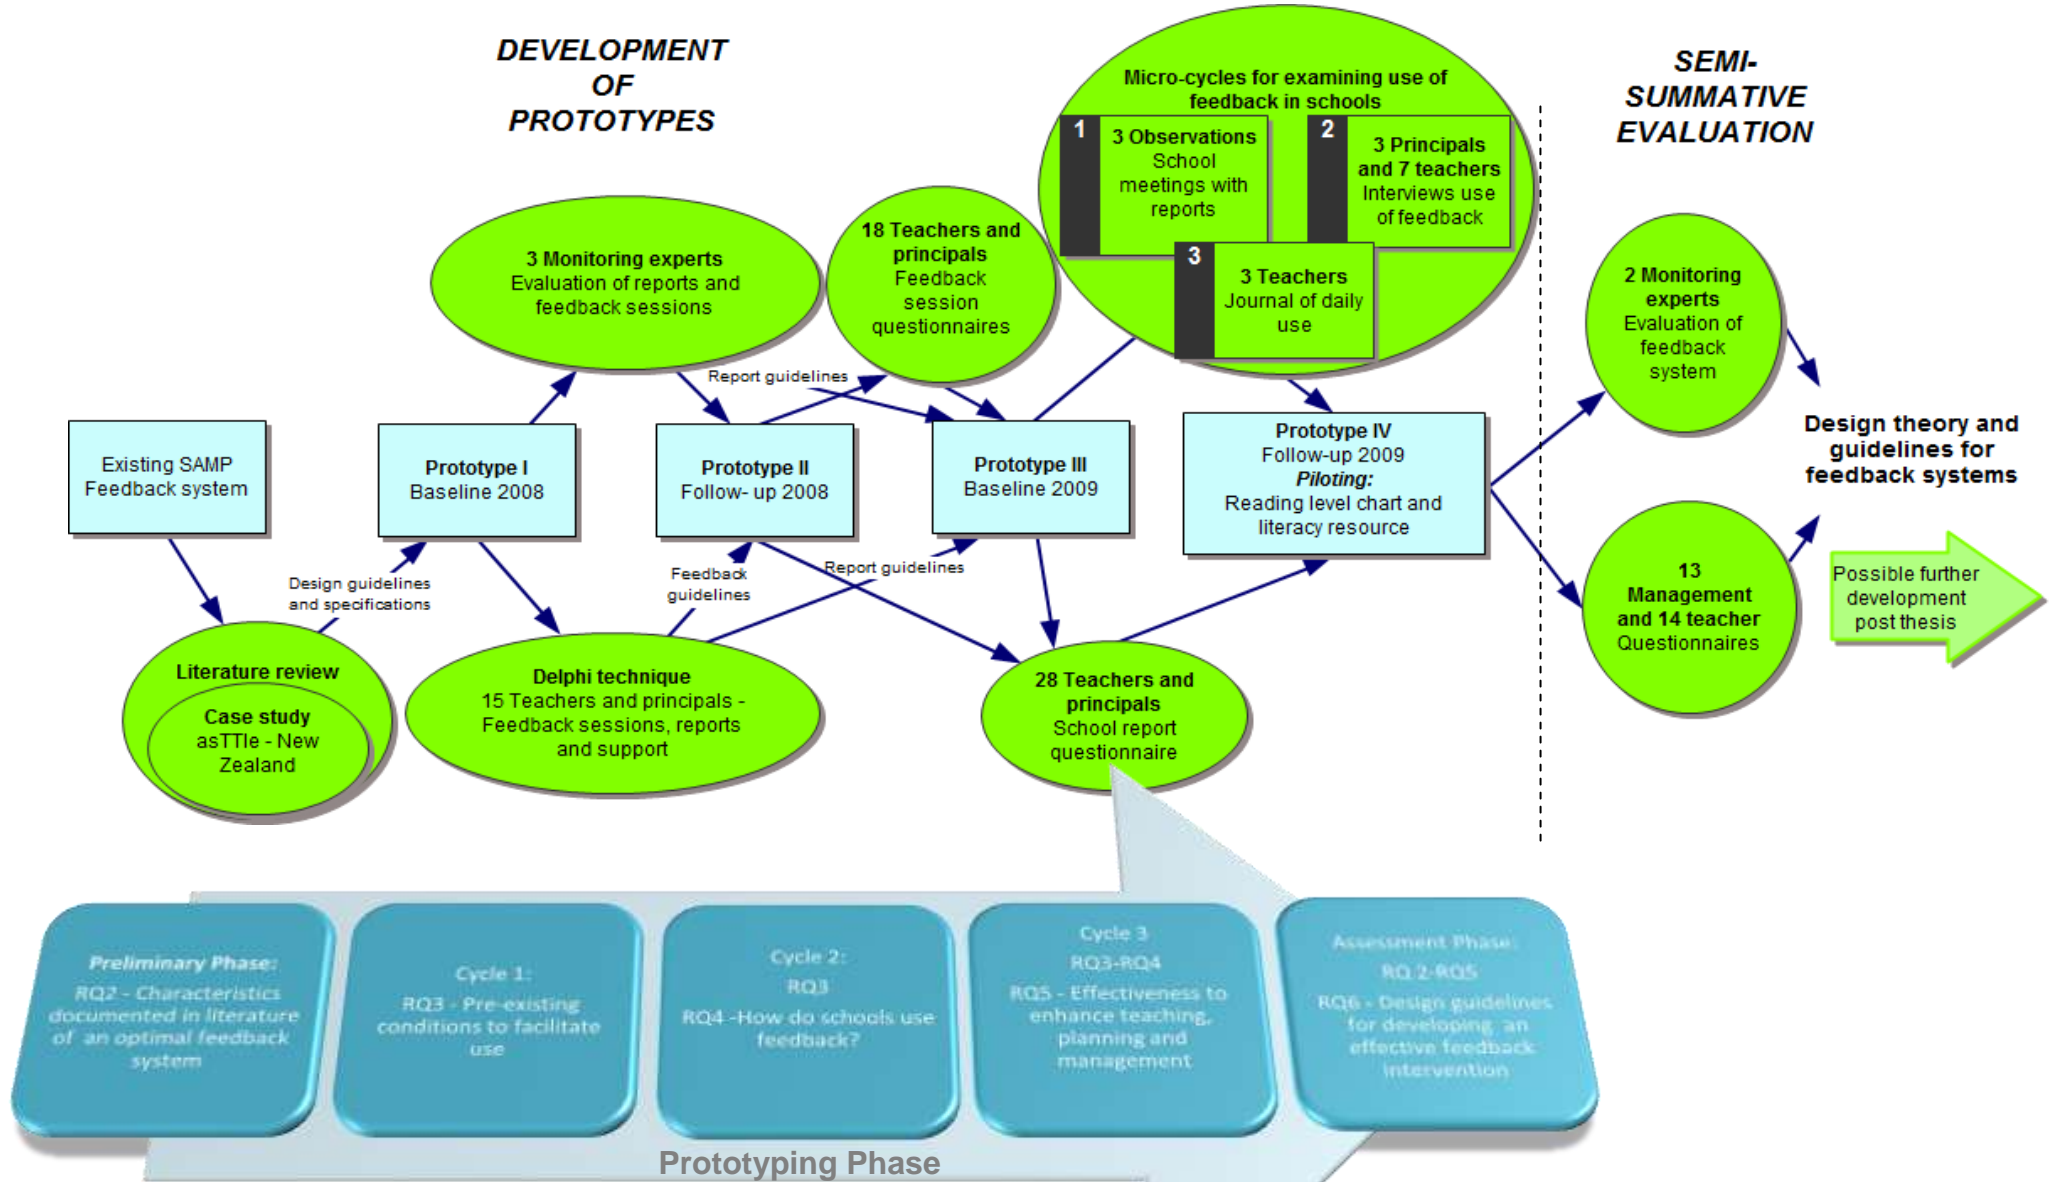 DEVELOPMENT
OF
PROTOTYPES
SEMI-
SUMMATIVE
EVALUATION
Micro-cycles for examining use of
feedback in schools
1
3 Observations
School
meetings with
reports
2
3 Principals
and 7 teachers
Interviews use
of feedback
3
3 Teachers
Journal of daily
use
3 Monitoring experts
Evaluation of reports and
feedback sessions
18 Teachers and
principals
Feedback
session
questionnaires
2 Monitoring
experts
Evaluation of
feedback
system
Report guidelines
Existing SAMP
Feedback system
Prototype I
Baseline 2008
Prototype II
Follow- up 2008
Prototype III
Baseline 2009
Prototype IV
Follow-up 2009
Piloting:
Reading level chart and
literacy resource
Design theory and
guidelines for
feedback systems
Design guidelines
and specifications
Feedback
guidelines
Report guidelines
Literature review
Case study
asTTle - New
Zealand
Delphi technique
15 Teachers and principals -
Feedback sessions, reports
and support
28 Teachers and
principals
School report
questionnaire
13
Management
and 14 teacher
Questionnaires
Possible further
development
post thesis
Preliminary Phase:
RQ2 - Characteristics
documented in literature
of an optimal feedback
system
Cycle 1:
RQ3 - Pre-existing
conditions to facilitate
use
Cycle 2:
RQ3
RQ4 -How do schools use
feedback?
Cycle 3
RQ3-RQ4
RQ5 - Effectiveness to
enhance teaching,
planning and
management
Assessment Phase:
RQ 2-RQ5
RQ6 - Design guidelines
for developing an
effective feedback
intervention
Prototyping Phase